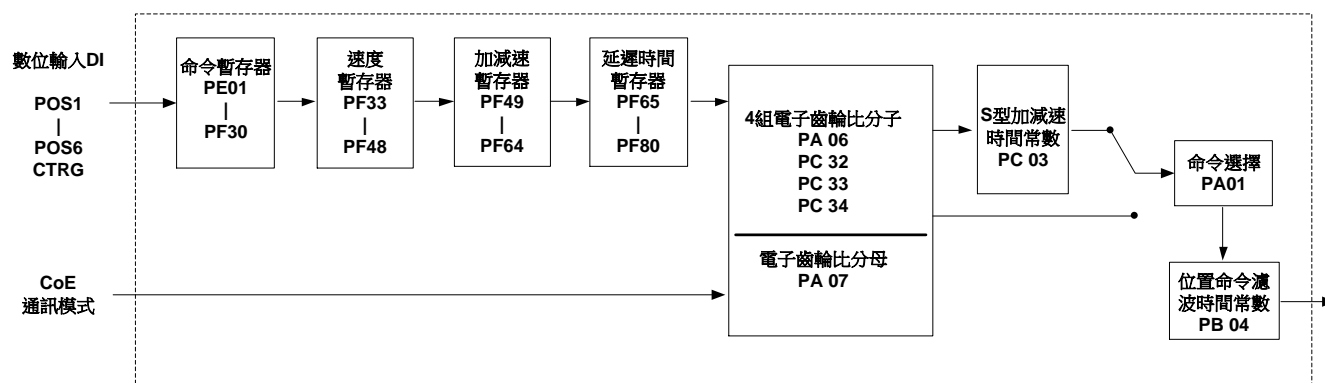 數位輸入DI
POS1
|
POS6
CTRG
命令暫存器
PE01
|
PF30
速度
暫存器
PF33
|
PF48
加減速
暫存器
PF49
|
PF64
延遲時間
暫存器
PF65
|
PF80
4組電子齒輪比分子
PA 06
PC 32
PC 33
PC 34
電子齒輪比分母
PA 07
S型加減速
時間常數
PC 03
命令選擇
PA01
位置命令濾
波時間常數
PB 04
CoE
通訊模式